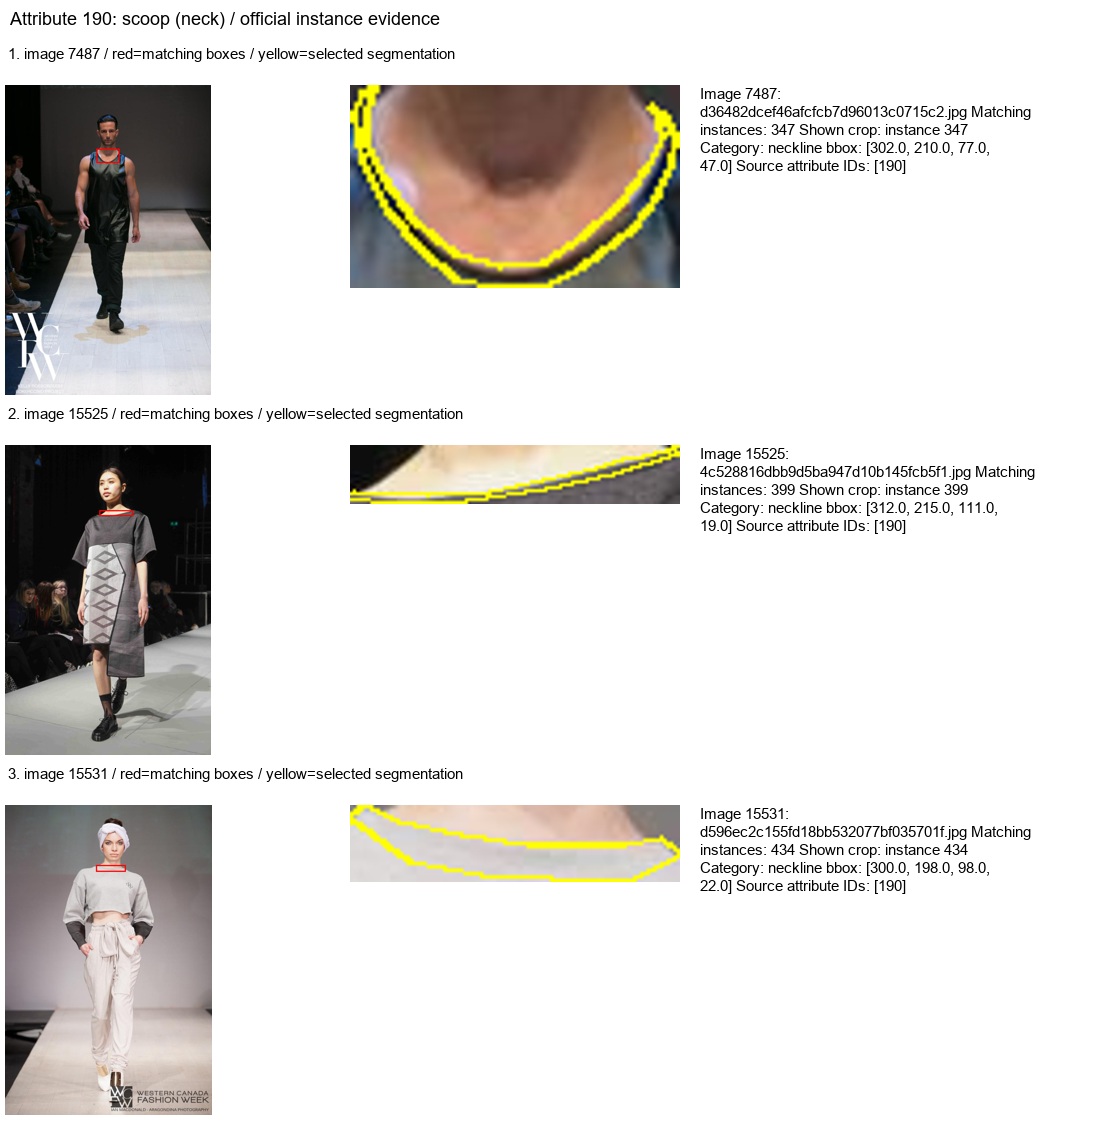 Attribute 190: scoop (neck) / official instance evidence
1. image 7487 / red=matching boxes / yellow=selected segmentation
Image 7487:
d36482dcef46afcfcb7d96013c0715c2.jpg Matching
instances: 347 Shown crop: instance 347
Category: neckline bbox: [302.0, 210.0, 77.0,
47.0] Source attribute IDs: [190]
2. image 15525 / red=matching boxes / yellow=selected segmentation
Image 15525:
4c528816dbb9d5ba947d10b145fcb5f1.jpg Matching
instances: 399 Shown crop: instance 399
Category: neckline bbox: [312.0, 215.0, 111.0,
19.0] Source attribute IDs: [190]
3. image 15531 / red=matching boxes / yellow=selected segmentation
Image 15531:
d596ec2c155fd18bb532077bf035701f.jpg Matching
instances: 434 Shown crop: instance 434
Category: neckline bbox: [300.0, 198.0, 98.0,
22.0] Source attribute IDs: [190]
WESTERN CANADA
FASHION WEEK